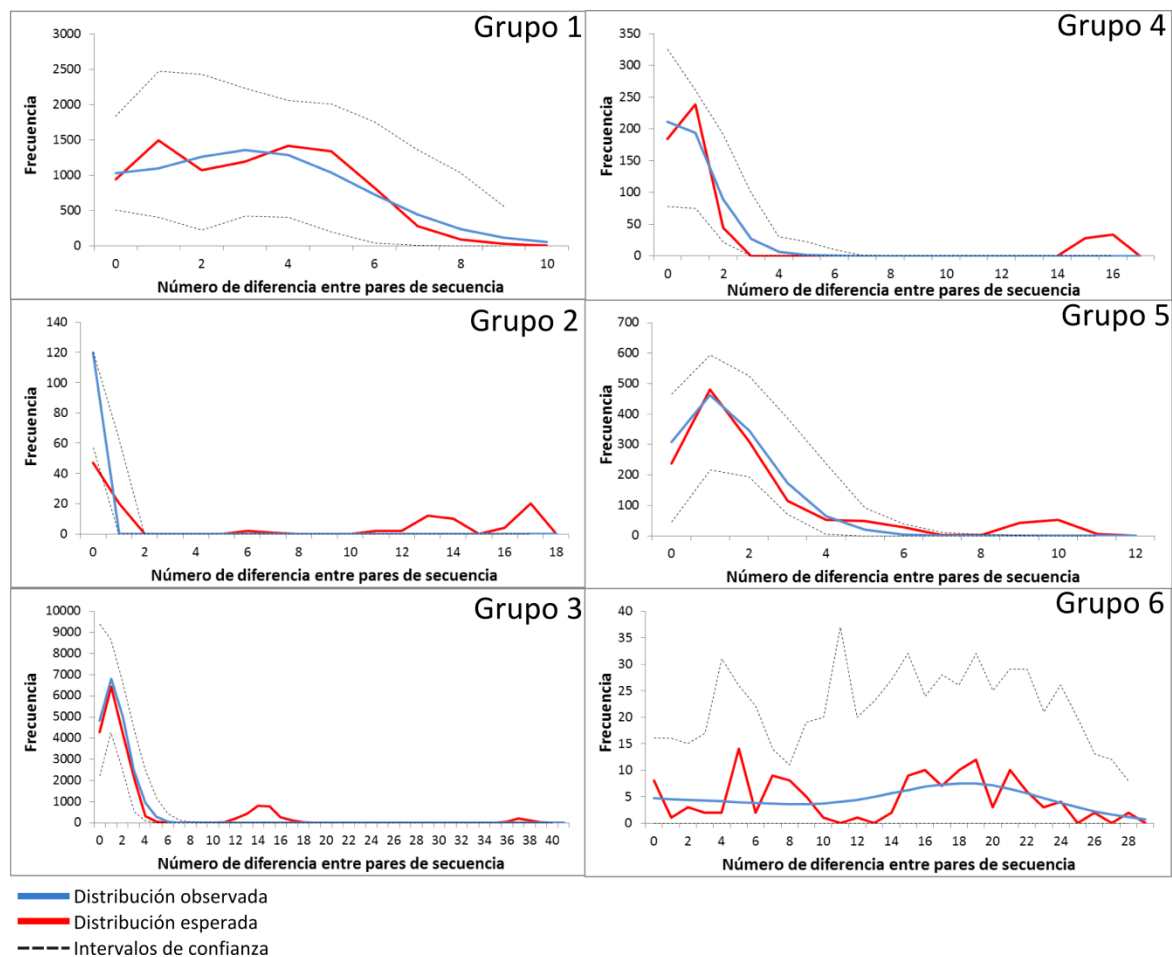 Grupo 1
3000
2500
2000
1500
1000
500
0
Frecuencia
0 2 4 6 8 10
Número de diferencia entre pares de secuencia
Grupo 4
350
300
250
200
150
100
50
0
Frecuencia
0 2 4 6 8 10 12 14 16
Número de diferencia entre pares de secuencia
Grupo 2
140
120
100
80
60
40
20
0
Frecuencia
0 2 4 6 8 10 12 14 16 18
Número de diferencia entre pares de secuencia
Grupo 5
700
600
500
400
300
200
100
0
Frecuencia
0 2 4 6 8 10 12
Número de diferencia entre pares de secuencia
Grupo 3
10000
9000
8000
7000
6000
5000
4000
3000
2000
1000
0
Frecuencia
0 2 4 6 8 10 12 14 16 18 20 22 24 26 28 30 32 34 36 38 40
Número de diferencia entre pares de secuencia
Grupo 6
40
35
30
25
20
15
10
5
0
Frecuencia
0 2 4 6 8 10 12 14 16 18 20 22 24 26 28
Número de diferencia entre pares de secuencia
Distribución observada
Distribución esperada
Intervalos de confianza